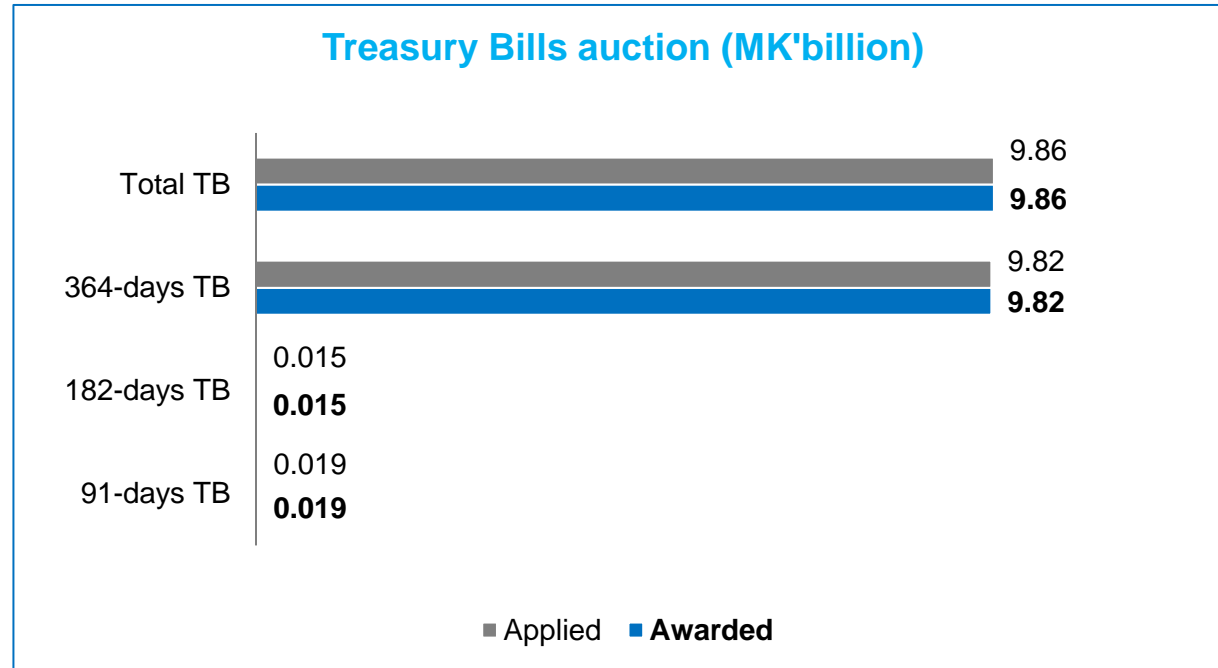 Treasury Bills auction (MK'billion)
Total TB
9.86
9.86
364-days TB
9.82
9.82
182-days TB
0.015
0.015
91-days TB
0.019
0.019
Applied Awarded